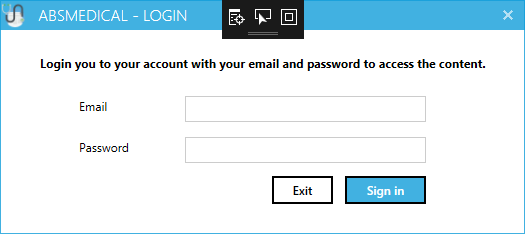 ABSMEDICAL - LOGIN
Login you to your account with your email and password to access the content.
Email
Password
Exit
Sign in